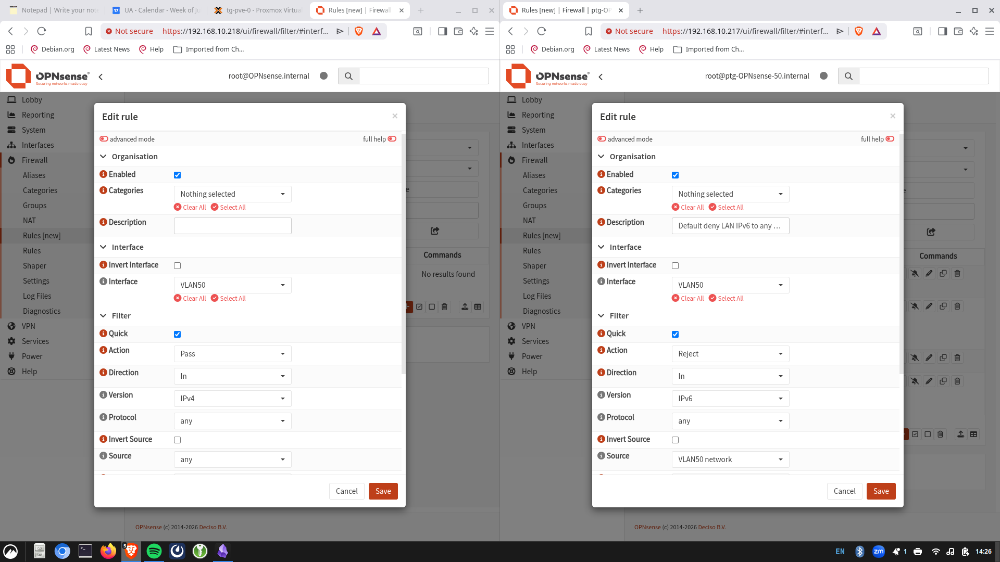 Notepad | Write your note
UA - Calendar - Week of Ju
tg-pve-0 - Proxmox Virtual
Rules [new] | Firewall
Not secure https://192.168.10.218/ui/firewall/filter/#interf...
Debian.org Latest News Help Imported from Ch...
OPNsense
Securing networks made easy
root@OPNsense.internal
Lobby
Reporting
System
Interfaces
Firewall
Aliases
Categories
Groups
NAT
Rules [new]
Rules
Shaper
Settings
Log Files
Diagnostics
VPN
Services
Power
Help
Edit rule
advanced mode full help
Organisation
Enabled
Categories Nothing selected
Clear All Select All
Description
Interface
Invert Interface
Interface VLAN50
Clear All Select All
Filter
Quick
Action Pass
Direction In
Version IPv4
Protocol any
Invert Source
Source any
Cancel Save
Commands
No results found
OPNsense (c) 2014-2026 Deciso B.V.
Rules [new] | Firewall | ptg-OP
Not secure https://192.168.10.217/ui/firewall/filter/#interf...
Debian.org Latest News Help Imported from Ch...
OPNsense
Securing networks made easy
root@ptg-OPNsense-50.internal
Lobby
Reporting
System
Interfaces
Firewall
Aliases
Categories
Groups
NAT
Rules [new]
Rules
Shaper
Settings
Log Files
Diagnostics
VPN
Services
Power
Help
Edit rule
advanced mode full help
Organisation
Enabled
Categories Nothing selected
Clear All Select All
Description Default deny LAN IPv6 to any ...
Interface
Invert Interface
Interface VLAN50
Clear All Select All
Filter
Quick
Action Reject
Direction In
Version IPv6
Protocol any
Invert Source
Source VLAN50 network
Cancel Save
Commands
OPNsense (c) 2014-2026 Deciso B.V.
5
EN zm 1 14:26